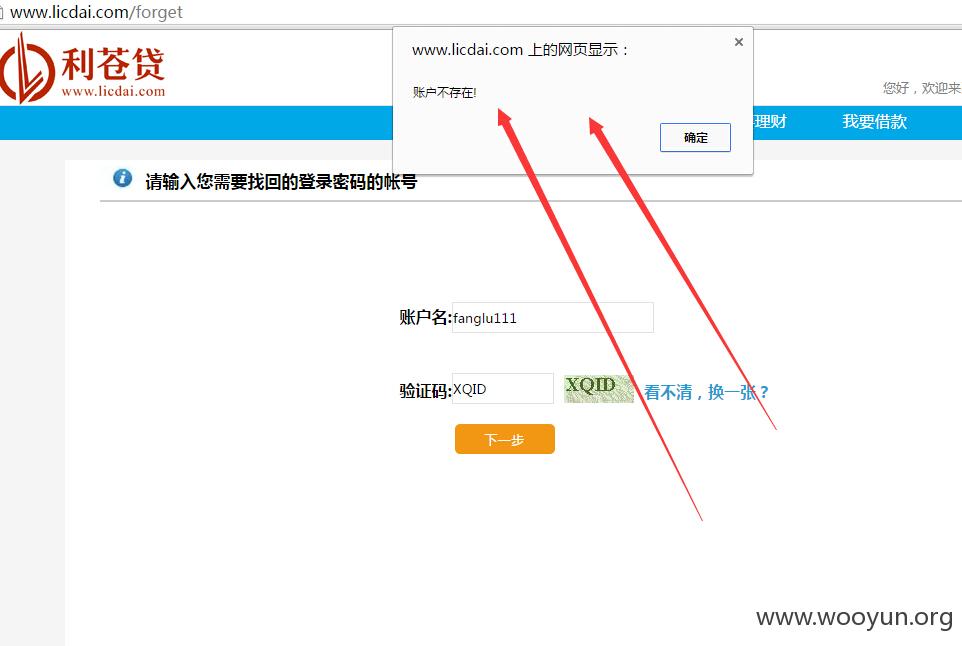 www.licdai.com/forget
www.licdai.com 上的网页显示：
账户不存在!
确定
利苍贷
www.licdai.com
您好，欢迎来
理财
我要借款
请输入您需要找回的登录密码的帐号
账户名:fanglu111
验证码:XQID XQID 看不清，换一张？
下一步
www.wooyun.org